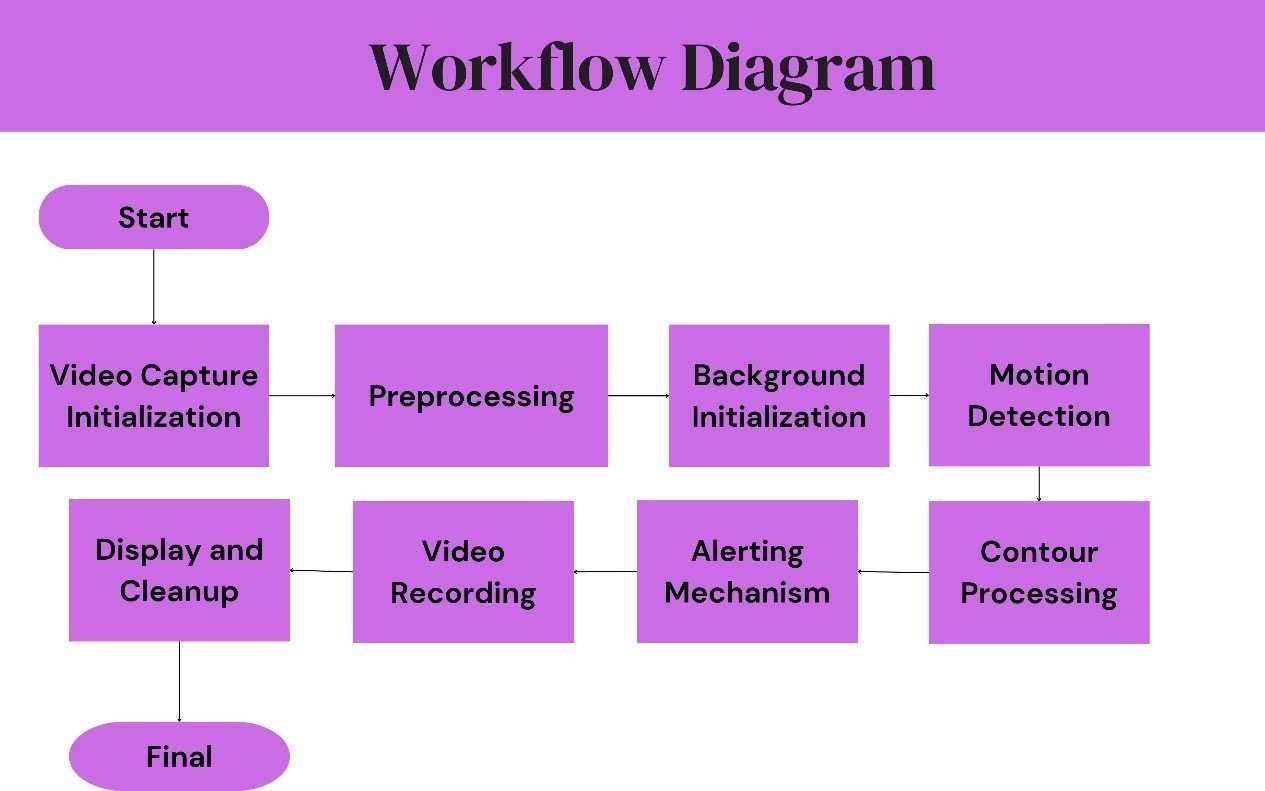 Workflow Diagram
Start
Video Capture
Initialization
Preprocessing
Background
Initialization
Motion
Detection
Contour
Processing
Alerting
Mechanism
Video
Recording
Display and
Cleanup
Final